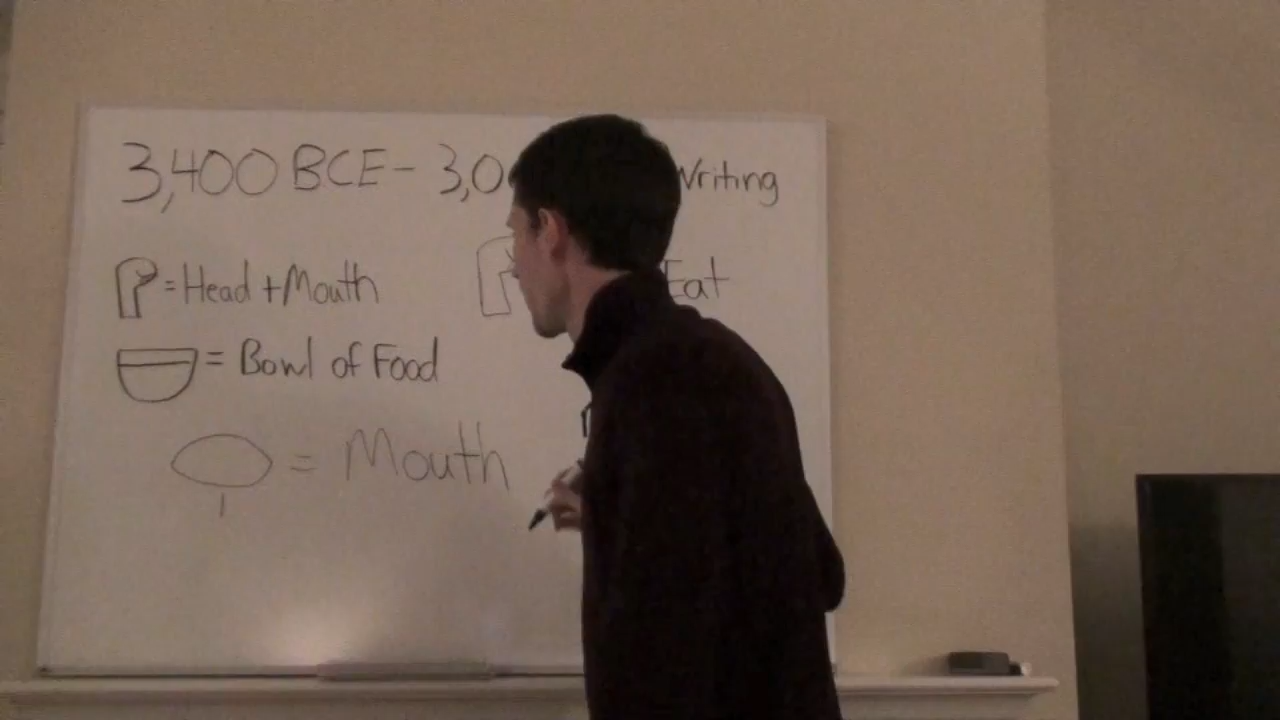 3,400 BCE - 3,0 Writing
= Head + Mouth
Eat
= Bowl of Food
= Mouth